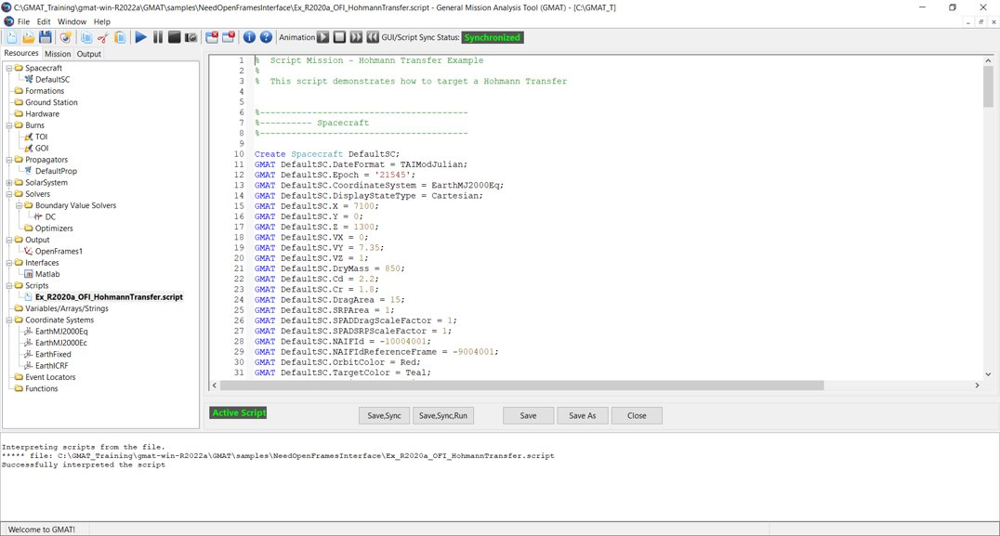 C:\GMAT_Training\gmat-win-R2022a\GMAT\samples\NeedOpenFramesInterface\Ex_R2020a_OFI_HohmannTransfer.script - General Mission Analysis Tool (GMAT) - [C:\GMAT_T]
File Edit Window Help
Animation GUI/Script Sync Status: Synchronized
Resources Mission Output
Spacecraft
DefaultSC
Formations
Ground Station
Hardware
Burns
TOI
GOI
Propagators
DefaultProp
SolarSystem
Solvers
Boundary Value Solvers
DC
Optimizers
Output
OpenFrames1
Interfaces
Matlab
Scripts
Ex_R2020a_OFI_HohmannTransfer.script
Variables/Arrays/Strings
Coordinate Systems
EarthMJ2000Eq
EarthMJ2000Ec
EarthFixed
EarthICRF
Event Locators
Functions
1 % Script Mission - Hohmann Transfer Example
2 %
3 % This script demonstrates how to target a Hohmann Transfer
4
5
6 %----------------------------------------
7 %---------- Spacecraft
8 %----------------------------------------
9
10 Create Spacecraft DefaultSC;
11 GMAT DefaultSC.DateFormat = TAIModJulian;
12 GMAT DefaultSC.Epoch = '21545';
13 GMAT DefaultSC.CoordinateSystem = EarthMJ2000Eq;
14 GMAT DefaultSC.DisplayStateType = Cartesian;
15 GMAT DefaultSC.X = 7100;
16 GMAT DefaultSC.Y = 0;
17 GMAT DefaultSC.Z = 1300;
18 GMAT DefaultSC.VX = 0;
19 GMAT DefaultSC.VY = 7.35;
20 GMAT DefaultSC.VZ = 1;
21 GMAT DefaultSC.DryMass = 850;
22 GMAT DefaultSC.Cd = 2.2;
23 GMAT DefaultSC.Cr = 1.8;
24 GMAT DefaultSC.DragArea = 15;
25 GMAT DefaultSC.SRPArea = 1;
26 GMAT DefaultSC.SPADDragScaleFactor = 1;
27 GMAT DefaultSC.SPADSRPScaleFactor = 1;
28 GMAT DefaultSC.NAIFId = -10004001;
29 GMAT DefaultSC.NAIFIdReferenceFrame = -9004001;
30 GMAT DefaultSC.OrbitColor = Red;
31 GMAT DefaultSC.TargetColor = Teal;
Active Script Save,Sync Save,Sync,Run Save Save As Close
Interpreting scripts from the file.
***** file: C:\GMAT_Training\gmat-win-R2022a\GMAT\samples\NeedOpenFramesInterface\Ex_R2020a_OFI_HohmannTransfer.script
Successfully interpreted the script
Welcome to GMAT!